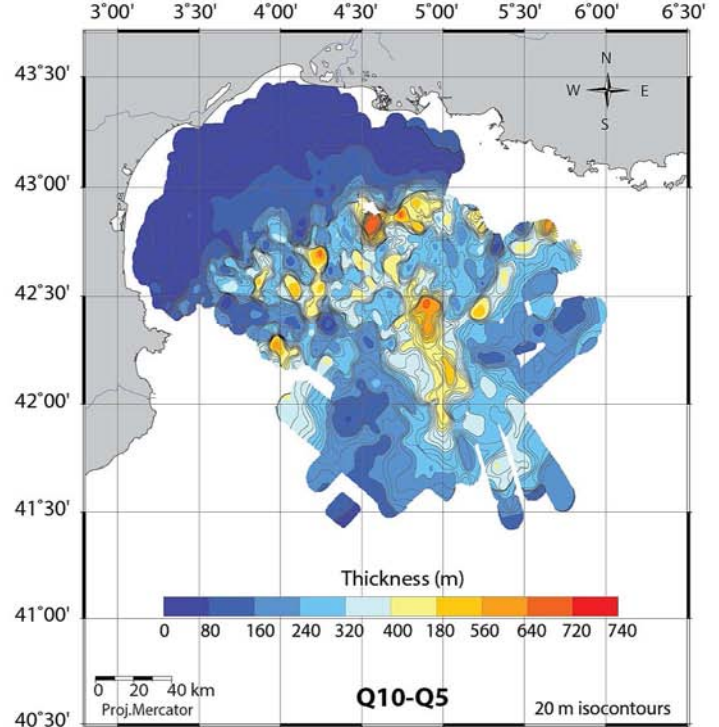 3°00' 3°30' 4°00' 4°30' 5°00' 5°30' 6°00' 6°30'
43°30'
N
W E
S
43°00'
42°30'
42°00'
41°30'
Thickness (m)
41°00'
0 80 160 240 320 400 180 560 640 720 740
0 20 40 km
Proj.Mercator
Q10-Q5
20 m isocontours
40°30'